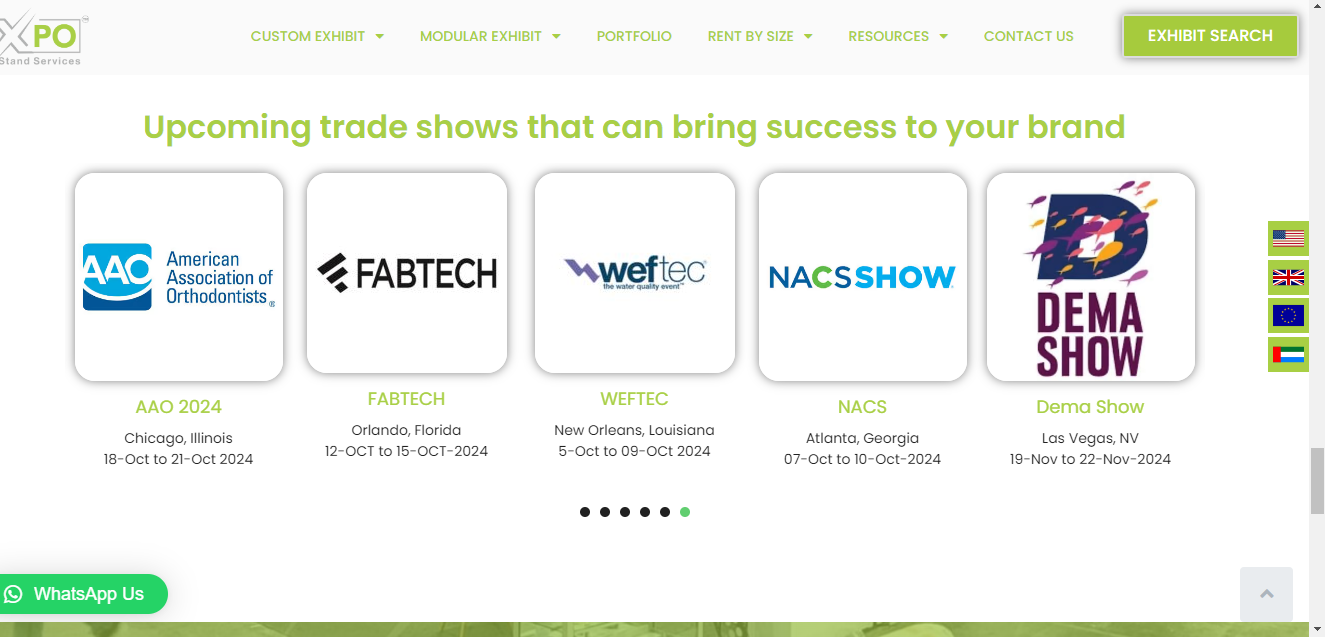 XPO
Stand Services
CUSTOM EXHIBIT
MODULAR EXHIBIT
PORTFOLIO
RENT BY SIZE
RESOURCES
CONTACT US
EXHIBIT SEARCH
Upcoming trade shows that can bring success to your brand
AAO
American
Association of
Orthodontists®
FABTECH
weftec™
the water quality event™
NACSSHOW
D
DEMA
SHOW
AAO 2024
Chicago, Illinois
18-Oct to 21-Oct 2024
FABTECH
Orlando, Florida
12-OCT to 15-OCT-2024
WEFTEC
New Orleans, Louisiana
5-Oct to 09-OCt 2024
NACS
Atlanta, Georgia
07-Oct to 10-Oct-2024
Dema Show
Las Vegas, NV
19-Nov to 22-Nov-2024
WhatsApp Us